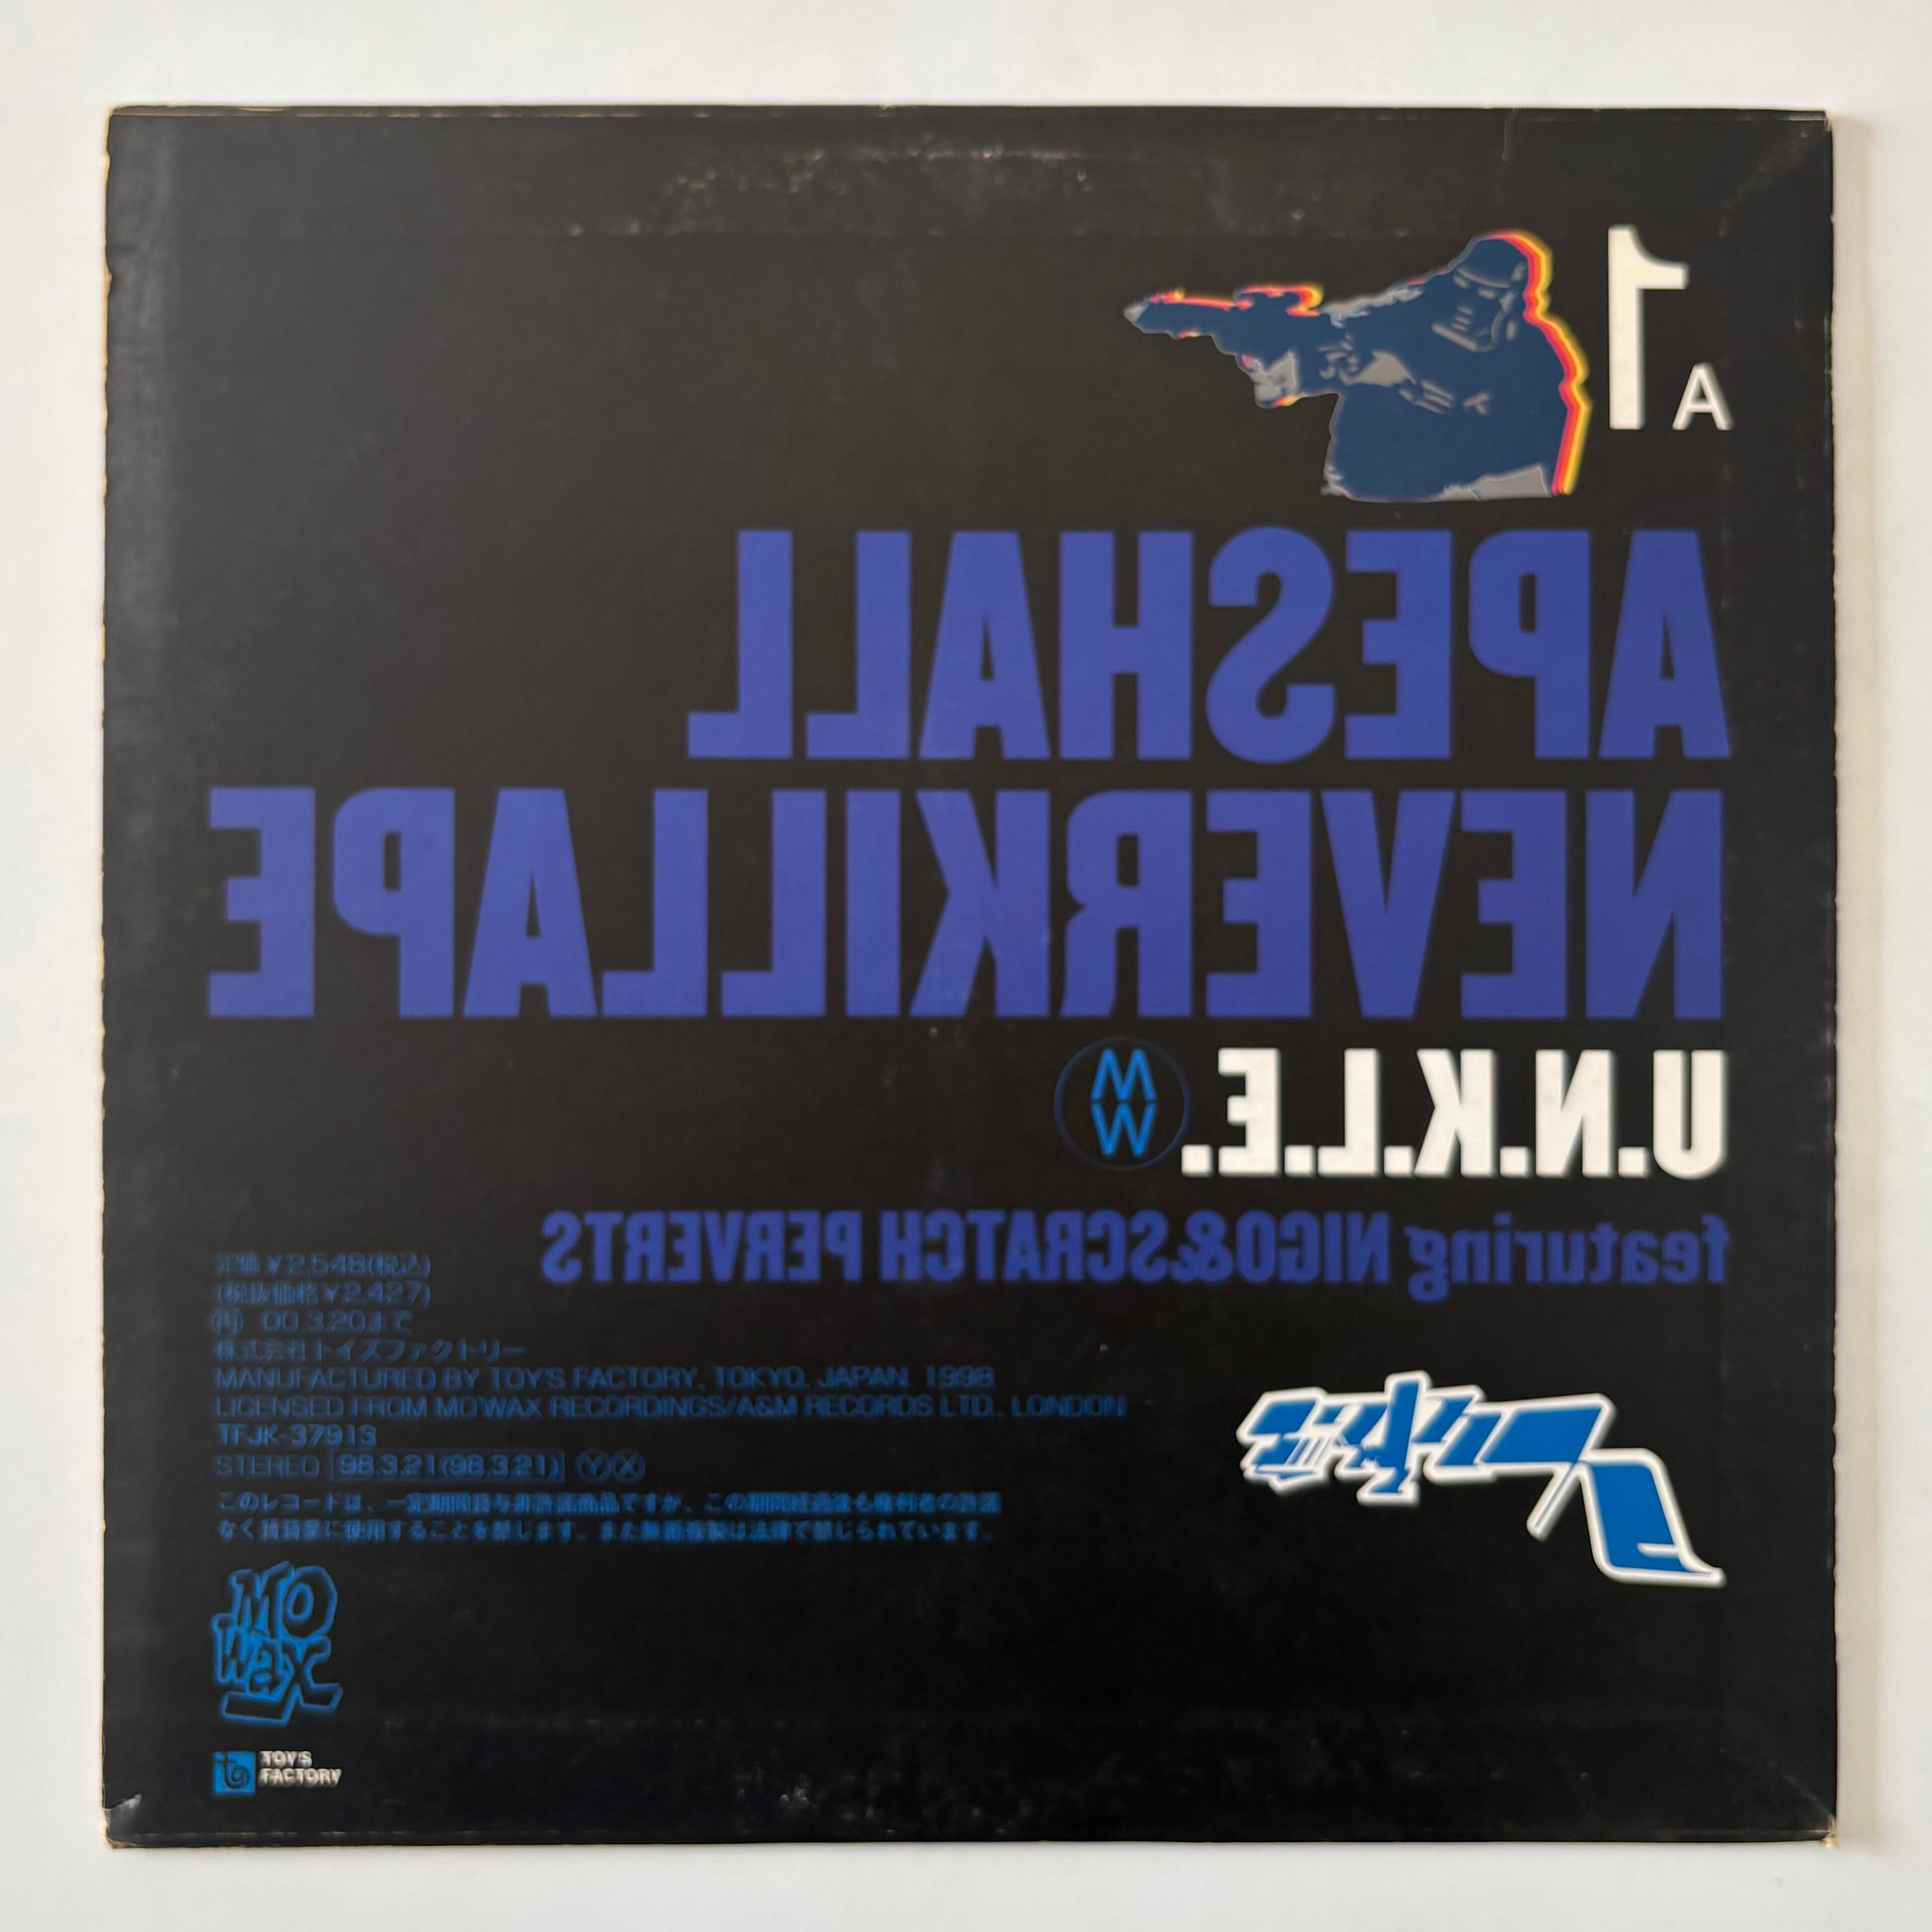 1
A
APESHALL
NEVERKILLAPE
U.N.K.L.E.
MW
featuring NIGO&SCRATCH PERVERTS
定価￥2,548(税込)
(税抜価格￥2,427)
再 00.3.20まで
株式会社トイズファクトリー
MANUFACTURED BY TOY'S FACTORY, TOKYO, JAPAN. 1998
LICENSED FROM MO'WAX RECORDINGS/A&M RECORDS LTD., LONDON
TFJK-37913
STEREO 98.3.21(98.3.21) Y X
このレコードは、一定期間貸与非許諾商品ですが、この期間経過後も権利者の許諾
なく賃貸業に使用することを禁じます。また無断複製は法律で禁じられています。
MO
WAX
TOY'S
FACTORY